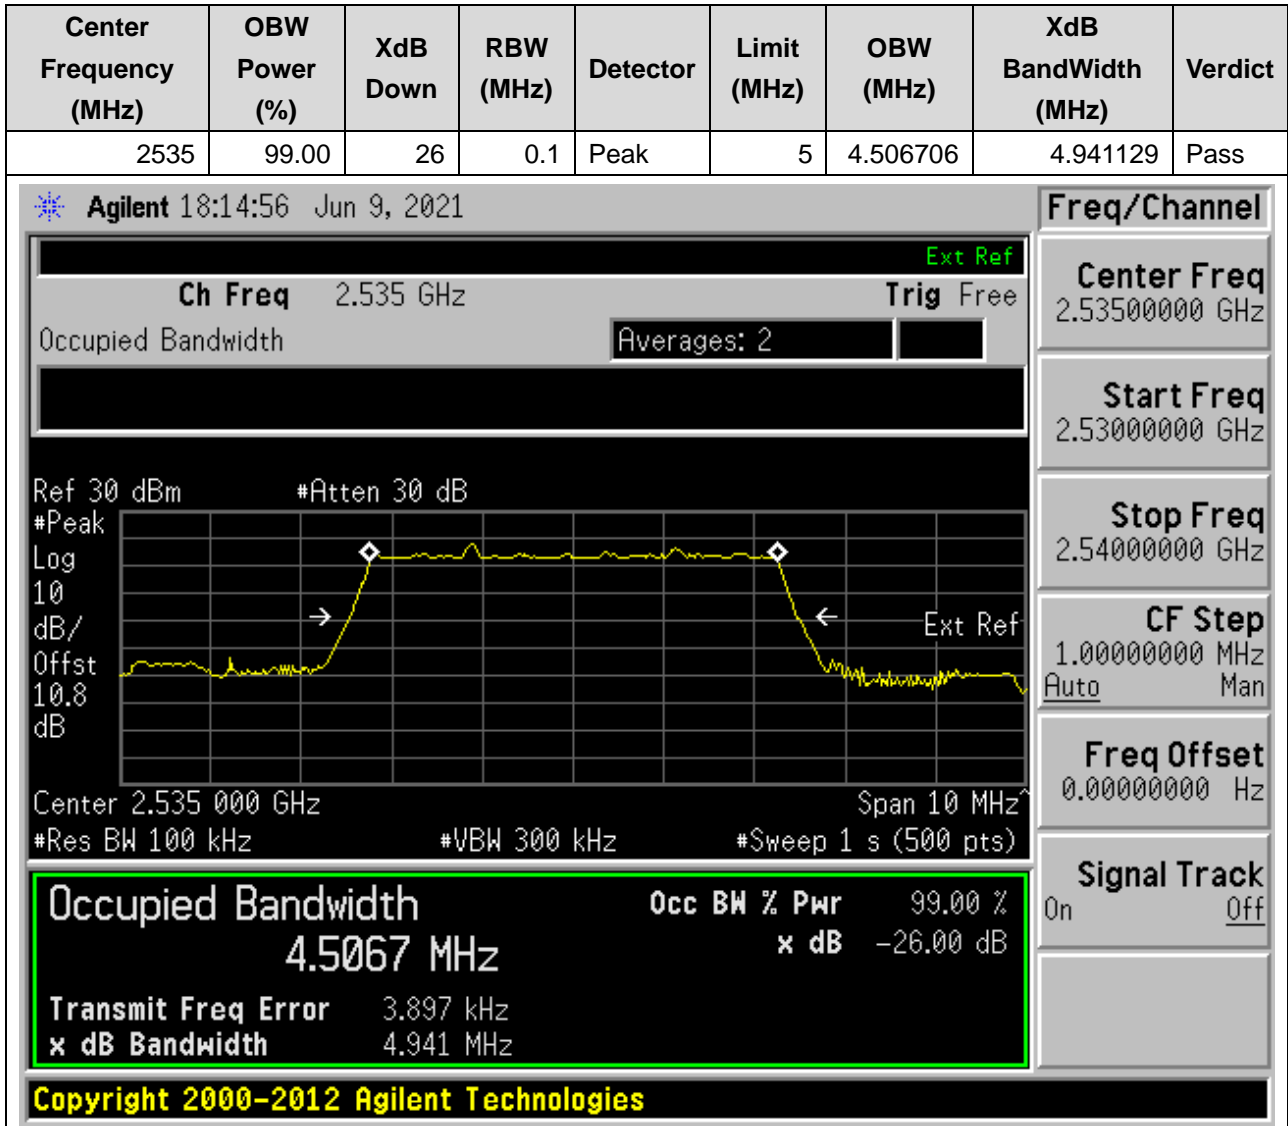 Center Frequency (MHz) OBW Power (%) XdB Down RBW (MHz) Detector Limit (MHz) OBW (MHz) XdB BandWidth (MHz) Verdict
2535 99.00 26 0.1 Peak 5 4.506706 4.941129 Pass
Agilent 18:14:56 Jun 9, 2021
Freq/Channel
Ext Ref
Ch Freq 2.535 GHz Trig Free
Occupied Bandwidth Averages: 2
Center Freq
2.53500000 GHz
Start Freq
2.53000000 GHz
Stop Freq
2.54000000 GHz
CF Step
1.00000000 MHz
Auto Man
Freq Offset
0.00000000 Hz
Signal Track
On Off
Ref 30 dBm #Atten 30 dB
#Peak
Log
10
dB/
Offst
10.8
dB
Ext Ref
Center 2.535 000 GHz Span 10 MHz^
#Res BW 100 kHz #VBW 300 kHz #Sweep 1 s (500 pts)
Occupied Bandwidth
4.5067 MHz
Occ BW % Pwr 99.00 %
x dB -26.00 dB
Transmit Freq Error 3.897 kHz
x dB Bandwidth 4.941 MHz
Copyright 2000-2012 Agilent Technologies